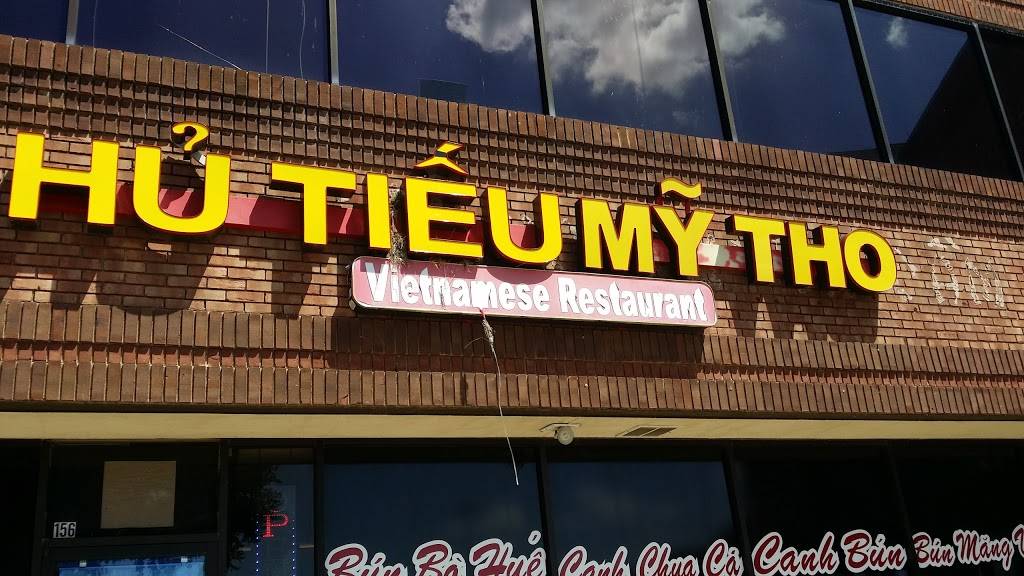 HỦ TIẾU MỸ THO
Vietnamese Restaurant
156
P
Bún Bò Huế Canh Chua Cá Canh Bún Bún Măng